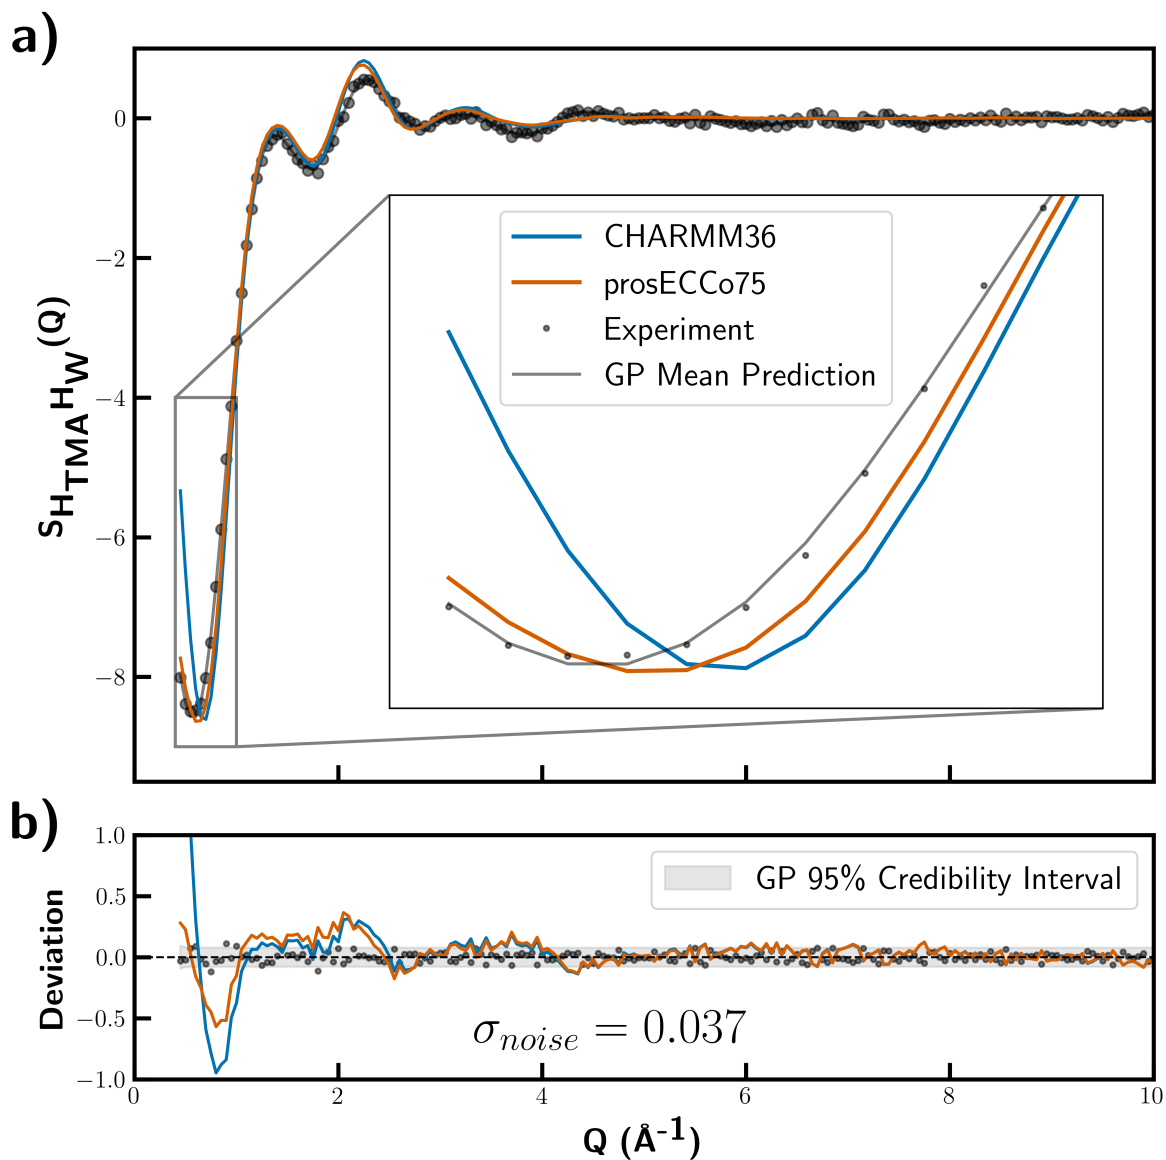 a)
S_{H_{TMA}H_W}(Q)
0
−2
−4
−6
−8
CHARMM36
prosECCo75
Experiment
GP Mean Prediction
b)
Deviation
1.0
0.5
0.0
−0.5
−1.0
GP 95% Credibility Interval
σ_{noise} = 0.037
0 2 4 6 8 10
Q (Å^{-1})